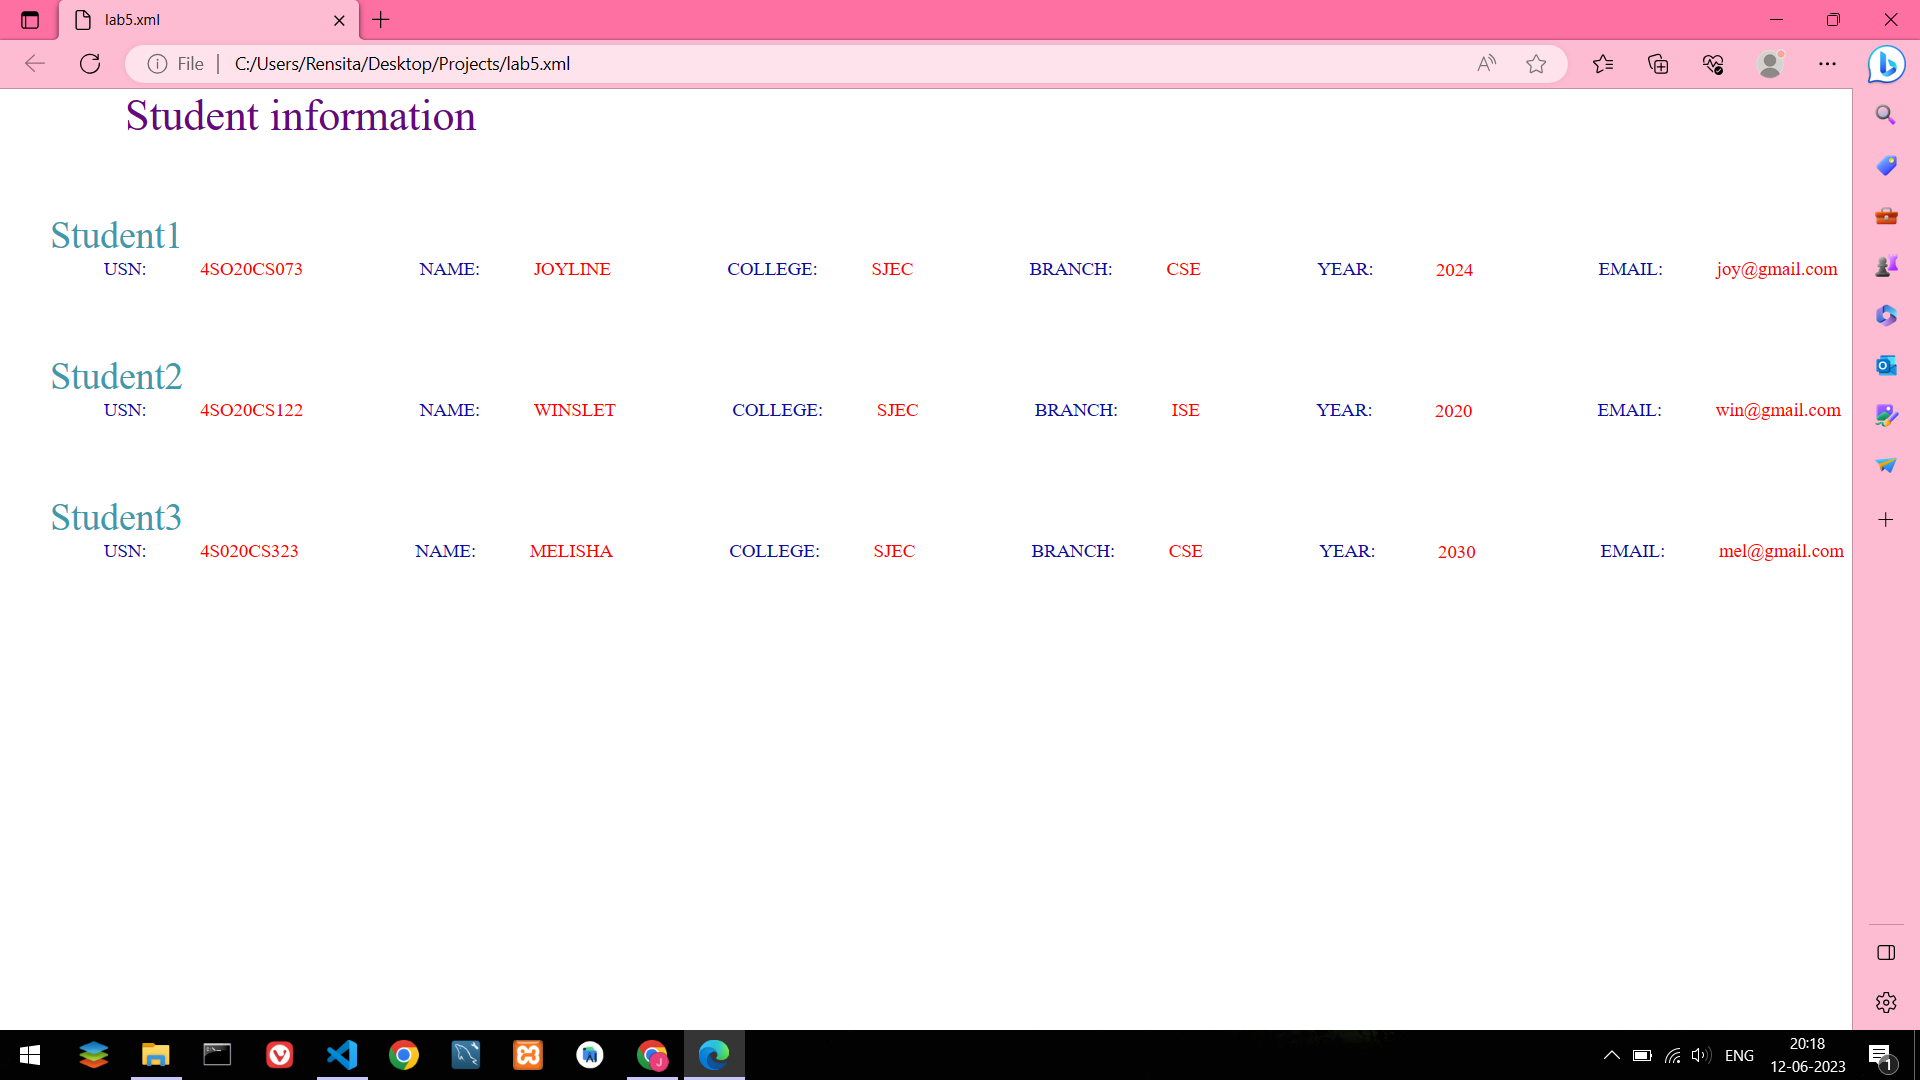 lab5.xml
File C:/Users/Rensita/Desktop/Projects/lab5.xml
Student information
Student1
USN: 4SO20CS073 NAME: JOYLINE COLLEGE: SJEC BRANCH: CSE YEAR: 2024 EMAIL: joy@gmail.com
Student2
USN: 4SO20CS122 NAME: WINSLET COLLEGE: SJEC BRANCH: ISE YEAR: 2020 EMAIL: win@gmail.com
Student3
USN: 4S020CS323 NAME: MELISHA COLLEGE: SJEC BRANCH: CSE YEAR: 2030 EMAIL: mel@gmail.com
ENG
20:18
12-06-2023
1